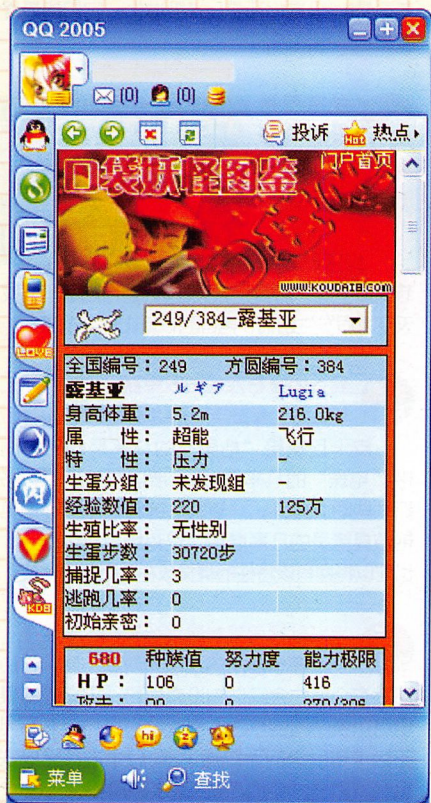 QQ 2005
(0) (0)
投诉 Hot 热点
口袋妖怪图鉴 门户首页
WWW.KOUDAIB.COM
249/384-露基亚
LOVE
全国编号：249 方圆编号：384
露基亚 ルギア Lugia
身高体重： 5.2m 216.0kg
属 性： 超能 飞行
特 性： 压力 -
生蛋分组： 未发现组 -
经验数值： 220 125万
生殖比率： 无性别
生蛋步数： 30720步
捕捉几率： 3
KDB
逃跑几率： 0
初始亲密： 0
680 种族值 努力度 能力极限
HP： 106 0 416
hi
菜单 查找